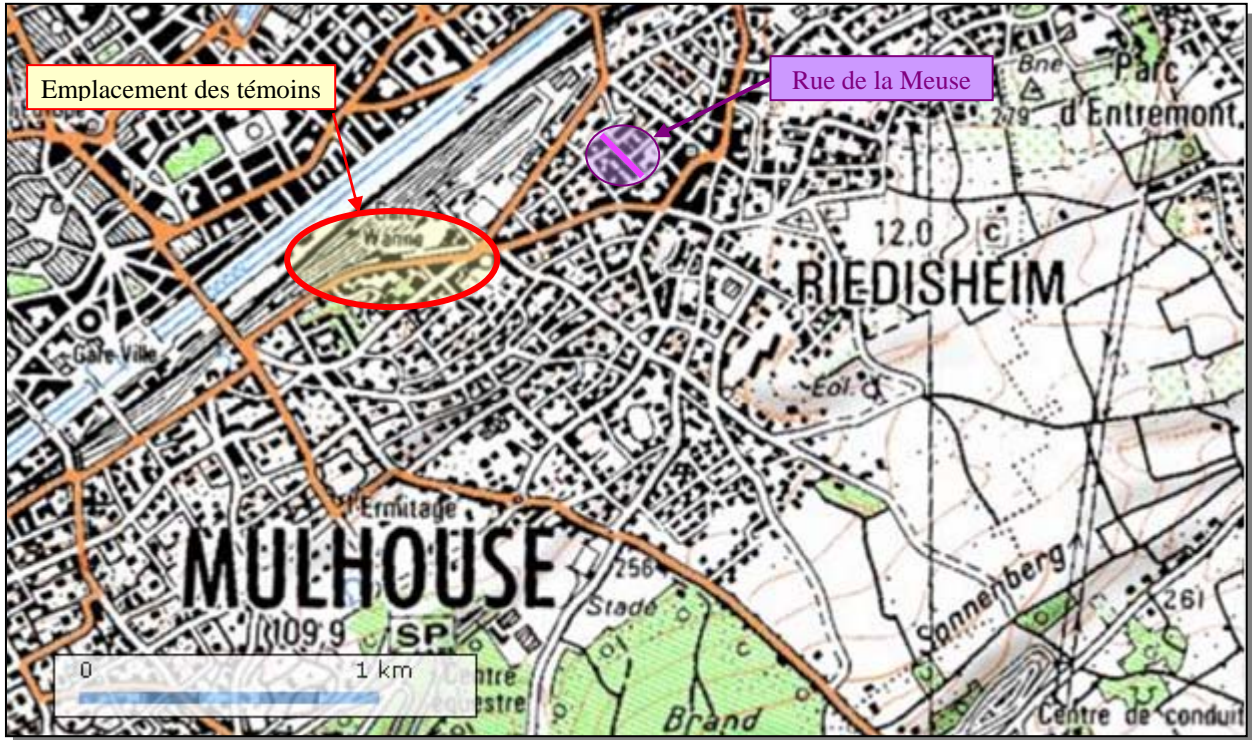 Emplacement des témoins
Rue de la Meuse
Bne
Parc
d'Entremont
279
Wanne
12.0
C
RIEDISHEIM
Gare Ville
Eol.
l'Ermitage
MULHOUSE
256
Stade
Sonnenberg
261
109.9
SP
0
1 km
Centre
equestre
Brand
Centre de conduit